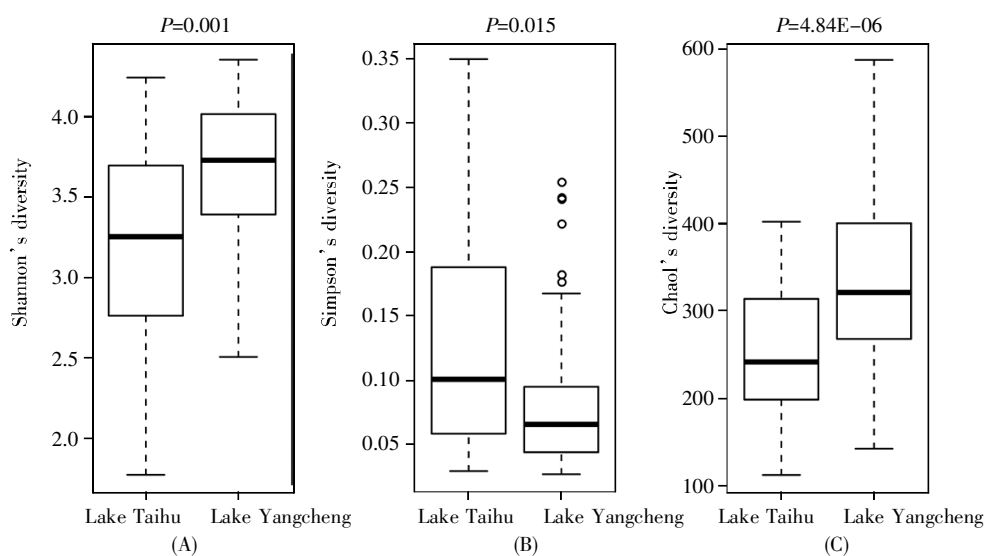 P=0.001
4.0
3.5
3.0
2.5
2.0
Shannon's diversity
Lake Taihu
Lake Yangcheng
(A)
P=0.015
0.35
0.30
0.25
0.20
0.15
0.10
0.05
Simpson's diversity
Lake Taihu
Lake Yangcheng
(B)
P=4.84E-06
600
500
400
300
200
100
Chaol's diversity
Lake Taihu
Lake Yangcheng
(C)